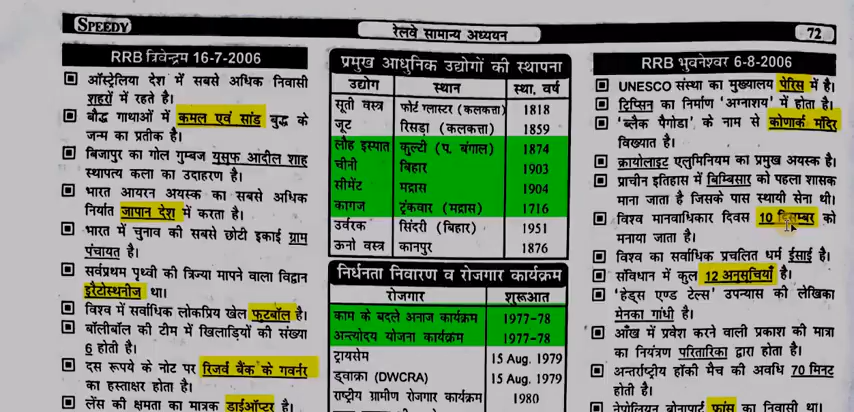 SPEEDY
रेलवे सामान्य अध्ययन
72
RRB त्रिवेन्द्रम 16-7-2006
ऑस्ट्रेलिया देश में सबसे अधिक निवासी
शहरों में रहते है।
बौद्ध गाथाओं में कमल एवं सांड बुद्ध के
जन्म का प्रतीक है।
बिजापुर का गोल गुम्बज युसुफ आदील शाह
स्थापत्य कला का उदाहरण है।
भारत आयरन अयस्क का सबसे अधिक
निर्यात जापान देश में करता है।
भारत में चुनाव की सबसे छोटी इकाई ग्राम
पंचायत है।
सर्वप्रथम पृथ्वी की त्रिज्या मापने वाला विद्वान
इरैटोस्थनीज था।
विश्व में सर्वाधिक लोकप्रिय खेल फुटबॉल है।
बॉलीबॉल की टीम में खिलाड़ियों की संख्या
6 होती है।
दस रूपये के नोट पर रिजर्व बैंक के गवर्नर
का हस्ताक्षर होता है।
लेंस की क्षमता का मात्रक डाईऑप्टर है।
प्रमुख आधुनिक उद्योगों की स्थापना
उद्योग स्थान स्था. वर्ष
सूती वस्त्र फोर्ट ग्लास्टर (कलकत्ता) 1818
जूट रिसड़ा (कलकत्ता) 1859
लौह इस्पात कुल्टी (प. बंगाल) 1874
चीनी बिहार 1903
सीमेंट मद्रास 1904
कागज ट्रंकवार (मद्रास) 1716
उर्वरक सिंदरी (बिहार) 1951
ऊनो वस्त्र कानपुर 1876
निर्धनता निवारण व रोजगार कार्यक्रम
रोजगार शुरूआत
काम के बदले अनाज कार्यक्रम 1977-78
अन्त्योदय योजना कार्यक्रम 1977-78
ट्रायसेम 15 Aug. 1979
ड्वाक्रा (DWCRA) 15 Aug. 1979
राष्ट्रीय ग्रामीण रोजगार कार्यक्रम 1980
RRB भुवनेश्वर 6-8-2006
UNESCO संस्था का मुख्यालय पेरिस में है।
ट्रिप्सिन का निर्माण 'अग्नाशय' में होता है।
'ब्लैक पैगोडा' के नाम से कोणार्क मंदिर
विख्यात है।
क्रायोलाइट एलुमिनियम का प्रमुख अयस्क है।
प्राचीन इतिहास में बिम्बिसार को पहला शासक
माना जाता है जिसके पास स्थायी सेना थी।
विश्व मानवाधिकार दिवस 10 दिसम्बर को
मनाया जाता है।
विश्व का सर्वाधिक प्रचलित धर्म ईसाई है।
संविधान में कुल 12 अनुसूचियाँ है।
'हेड्स एण्ड टेल्स' उपन्यास की लेखिका
मेनका गांधी है।
आँख में प्रवेश करने वाली प्रकाश की मात्रा
का नियंत्रण परितारिका द्वारा होता है।
अन्तर्राष्ट्रीय हॉकी मैच की अवधि 70 मिनट
होती है।
नेपोलियन बोनापार्ट फ्रांस का निवासी था।